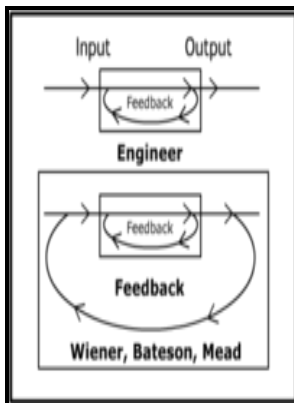 Input Output
Feedback
Engineer
Feedback
Feedback
Wiener, Bateson, Mead